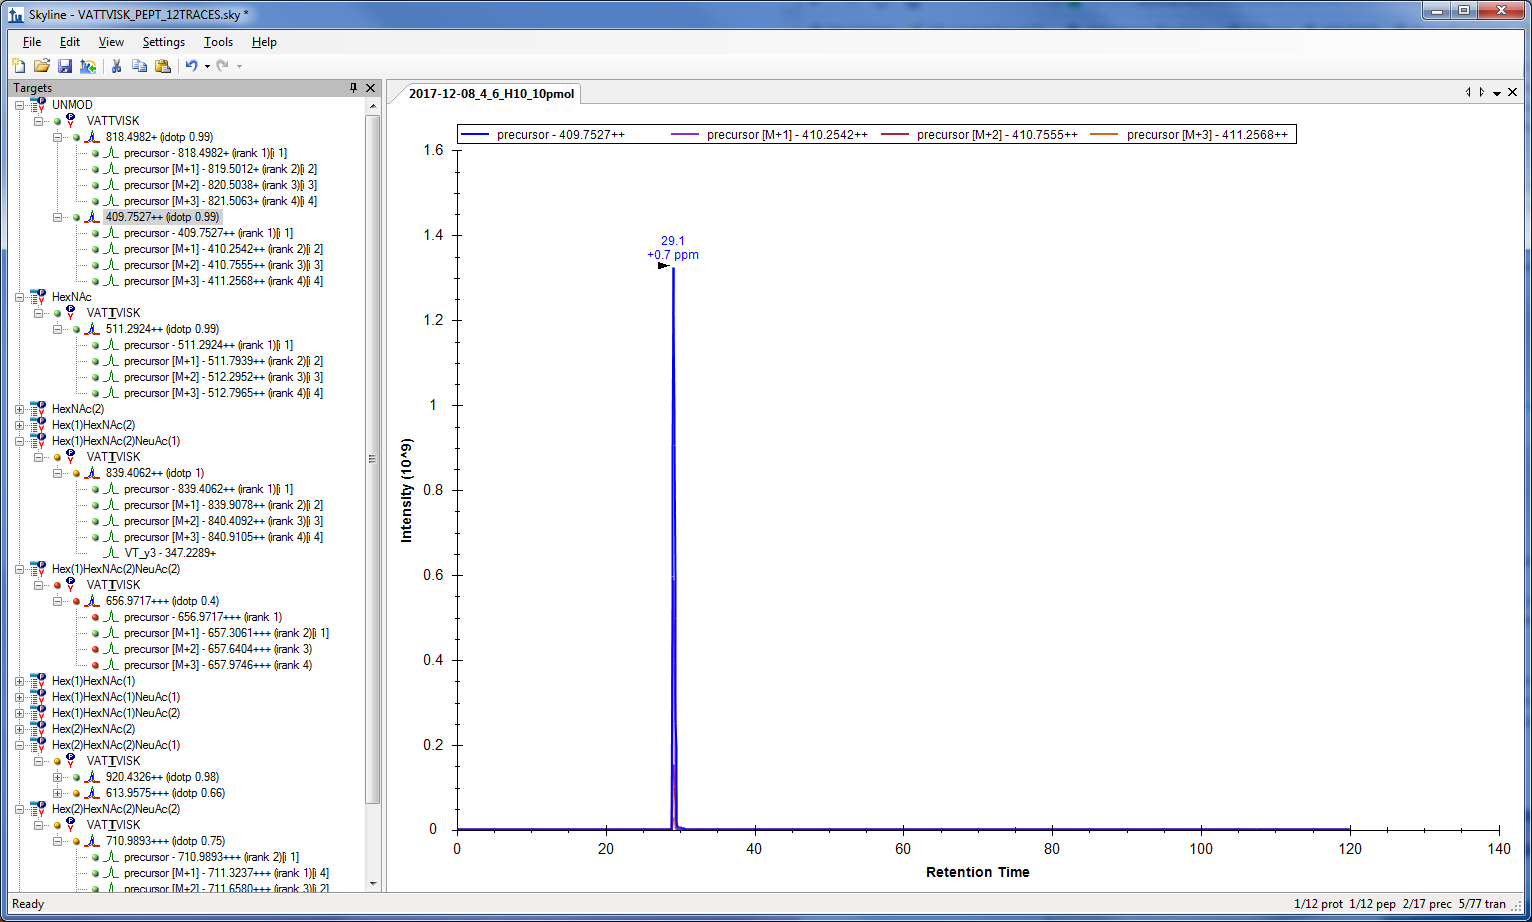 Skyline - VATTVISK_PEPT_12TRACES.sky *
File Edit View Settings Tools Help
Targets
UNMOD
VATTVISK
818.4982+ (idotp 0.99)
precursor - 818.4982+ (irank 1)[i 1]
precursor [M+1] - 819.5012+ (irank 2)[i 2]
precursor [M+2] - 820.5038+ (irank 3)[i 3]
precursor [M+3] - 821.5063+ (irank 4)[i 4]
409.7527++ (idotp 0.99)
precursor - 409.7527++ (irank 1)[i 1]
precursor [M+1] - 410.2542++ (irank 2)[i 2]
precursor [M+2] - 410.7555++ (irank 3)[i 3]
precursor [M+3] - 411.2568++ (irank 4)[i 4]
HexNAc
VATTVISK
511.2924++ (idotp 0.99)
precursor - 511.2924++ (irank 1)[i 1]
precursor [M+1] - 511.7939++ (irank 2)[i 2]
precursor [M+2] - 512.2952++ (irank 3)[i 3]
precursor [M+3] - 512.7965++ (irank 4)[i 4]
HexNAc(2)
Hex(1)HexNAc(2)
Hex(1)HexNAc(2)NeuAc(1)
VATTVISK
839.4062++ (idotp 1)
precursor - 839.4062++ (irank 1)[i 1]
precursor [M+1] - 839.9078++ (irank 2)[i 2]
precursor [M+2] - 840.4092++ (irank 3)[i 3]
precursor [M+3] - 840.9105++ (irank 4)[i 4]
VT_y3 - 347.2289+
Hex(1)HexNAc(2)NeuAc(2)
VATTVISK
656.9717+++ (idotp 0.4)
precursor - 656.9717+++ (irank 1)
precursor [M+1] - 657.3061+++ (irank 2)[i 1]
precursor [M+2] - 657.6404+++ (irank 3)
precursor [M+3] - 657.9746+++ (irank 4)
Hex(1)HexNAc(1)
Hex(1)HexNAc(1)NeuAc(1)
Hex(1)HexNAc(1)NeuAc(2)
Hex(2)HexNAc(2)
Hex(2)HexNAc(2)NeuAc(1)
VATTVISK
920.4326++ (idotp 0.98)
613.9575+++ (idotp 0.66)
Hex(2)HexNAc(2)NeuAc(2)
VATTVISK
710.9893+++ (idotp 0.75)
precursor - 710.9893+++ (irank 2)[i 1]
precursor [M+1] - 711.3237+++ (irank 1)[i 4]
precursor [M+2] - 711.6580+++ (irank 3)[i 2]
2017-12-08_4_6_H10_10pmol
precursor - 409.7527++ precursor [M+1] - 410.2542++ precursor [M+2] - 410.7555++ precursor [M+3] - 411.2568++
29.1
+0.7 ppm
1.6
1.4
1.2
1
0.8
0.6
0.4
0.2
0
Intensity (10^9)
0 20 40 60 80 100 120 140
Retention Time
Ready
1/12 prot 1/12 pep 2/17 prec 5/77 tran